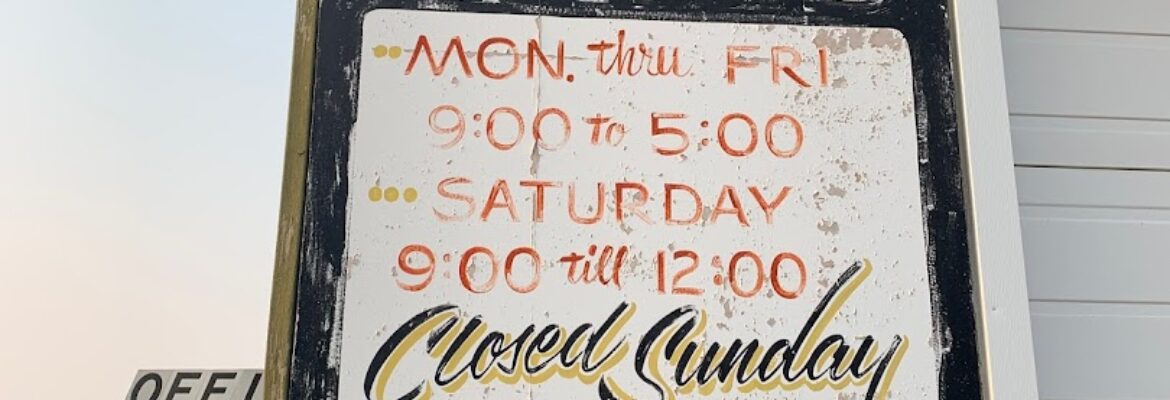 MON. thru FRI
9:00 to 5:00
SATURDAY
9:00 till 12:00
Closed Sunday